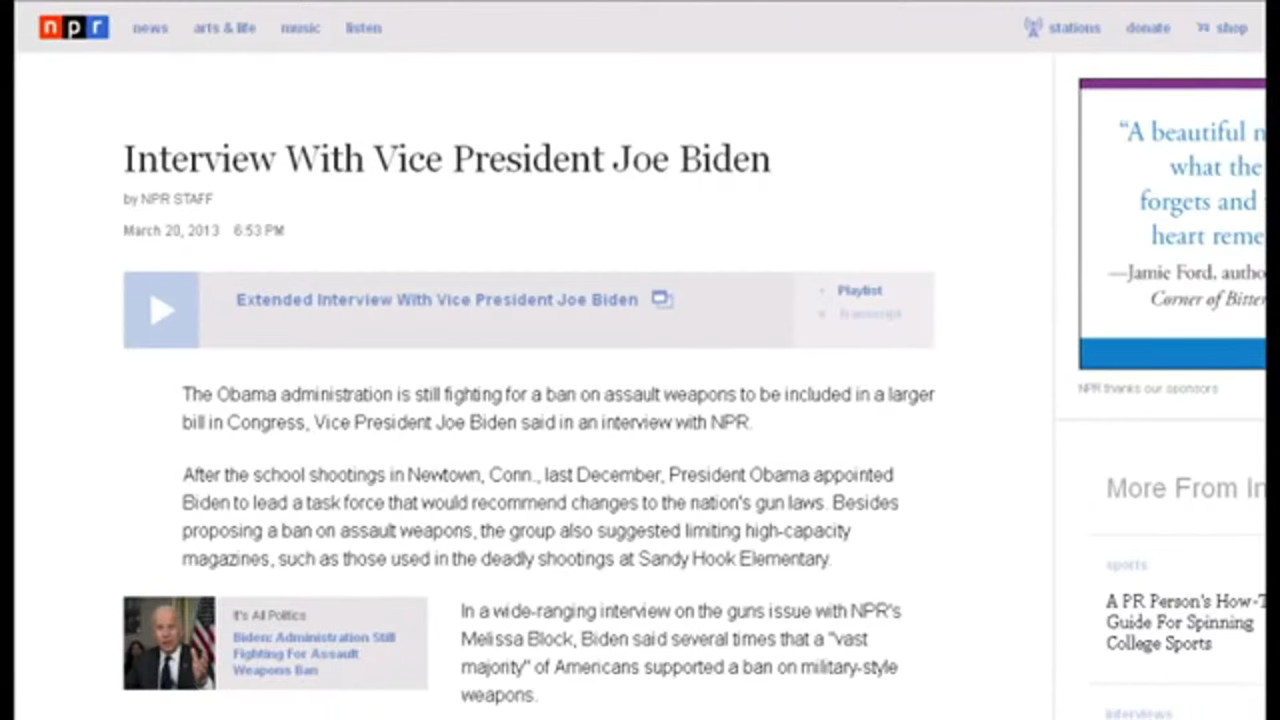 npr news arts & life music listen stations donate shop
Interview With Vice President Joe Biden
by NPR STAFF
March 20, 2013 6:53 PM
Extended Interview With Vice President Joe Biden
Playlist
Transcript
The Obama administration is still fighting for a ban on assault weapons to be included in a larger
bill in Congress, Vice President Joe Biden said in an interview with NPR.
After the school shootings in Newtown, Conn., last December, President Obama appointed
Biden to lead a task force that would recommend changes to the nation's gun laws. Besides
proposing a ban on assault weapons, the group also suggested limiting high-capacity
magazines, such as those used in the deadly shootings at Sandy Hook Elementary.
It's All Politics
Biden: Administration Still
Fighting For Assault
Weapons Ban
In a wide-ranging interview on the guns issue with NPR's
Melissa Block, Biden said several times that a "vast
majority" of Americans supported a ban on military-style
weapons.
“A beautiful
what the
forgets and
heart reme
—Jamie Ford, autho
Corner of Bitter
NPR thanks our sponsors
More From In
sports
A PR Person's How-T
Guide For Spinning
College Sports
interviews